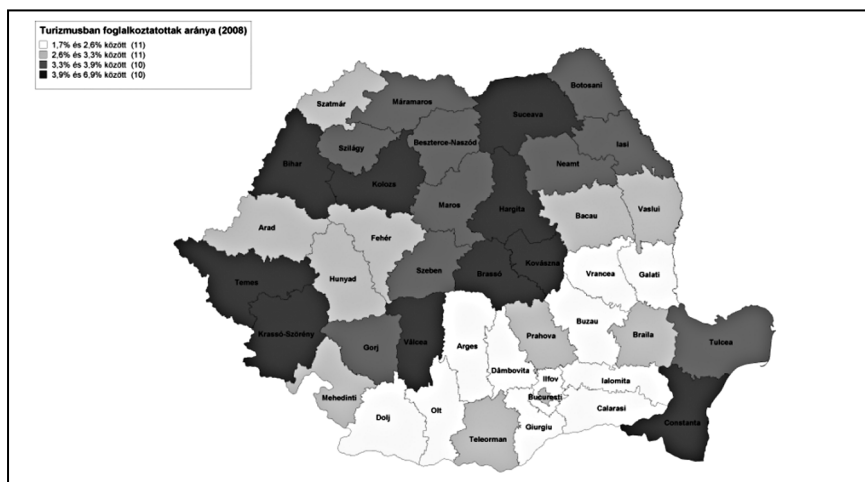 Turizmusban foglalkoztatottak aránya (2008)
1,7% és 2,6% között (11)
2,6% és 3,3% között (11)
3,3% és 3,9% között (10)
3,9% és 6,9% között (10)
Botosani
Szatmár
Máramaros
Suceava
Iasi
Szilágy
Beszterce-Naszód
Bihar
Neamt
Kolozs
Hargita
Maros
Vaslui
Bacau
Arad
Fehér
Kovászna
Szeben
Brassó
Vrancea
Galati
Temes
Hunyad
Krassó-Szörény
Buzau
Braila
Prahova
Tulcea
Gorj
Válcea
Arges
Dâmbovita
Ilfov
Ialomita
Mehedinti
Bucuresti
Calarasi
Olt
Dolj
Giurgiu
Constanta
Teleorman